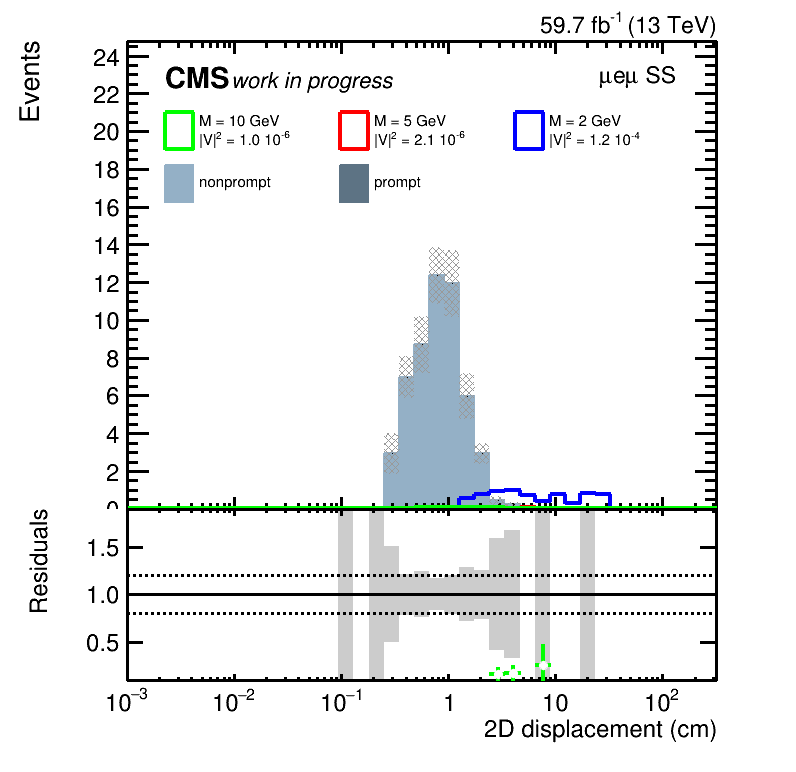 59.7 fb⁻¹ (13 TeV)
Events
CMS work in progress
μeμ SS
M = 10 GeV
|V|² = 1.0 10⁻⁶
M = 5 GeV
|V|² = 2.1 10⁻⁶
M = 2 GeV
|V|² = 1.2 10⁻⁴
nonprompt
prompt
24
22
20
18
16
14
12
10
8
6
4
2
0
Residuals
1.5
1.0
0.5
10⁻³ 10⁻² 10⁻¹ 1 10 10²
2D displacement (cm)